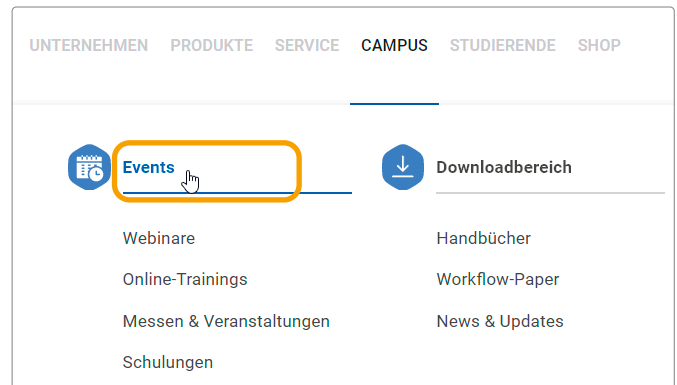 UNTERNEHMEN PRODUKTE SERVICE CAMPUS STUDIERENDE SHOP
Events
Webinare
Online-Trainings
Messen & Veranstaltungen
Schulungen
Downloadbereich
Handbücher
Workflow-Paper
News & Updates